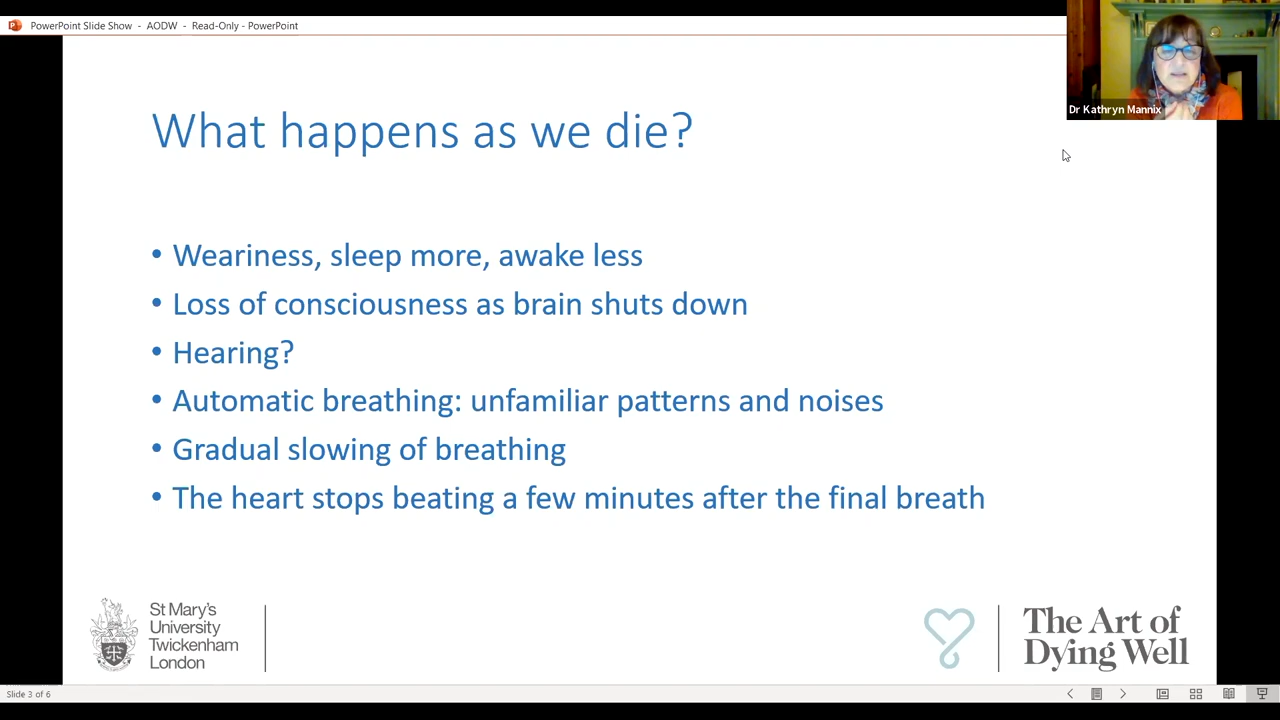 PowerPoint Slide Show - AODW - Read-Only - PowerPoint
Dr Kathryn Mannix
What happens as we die?
• Weariness, sleep more, awake less
• Loss of consciousness as brain shuts down
• Hearing?
• Automatic breathing: unfamiliar patterns and noises
• Gradual slowing of breathing
• The heart stops beating a few minutes after the final breath
St Mary's
University
Twickenham
London
The Art of
Dying Well
Slide 3 of 6